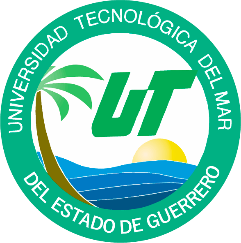 UNIVERSIDAD TECNOLÓGICA DEL MAR
UT
DEL ESTADO DE GUERRERO